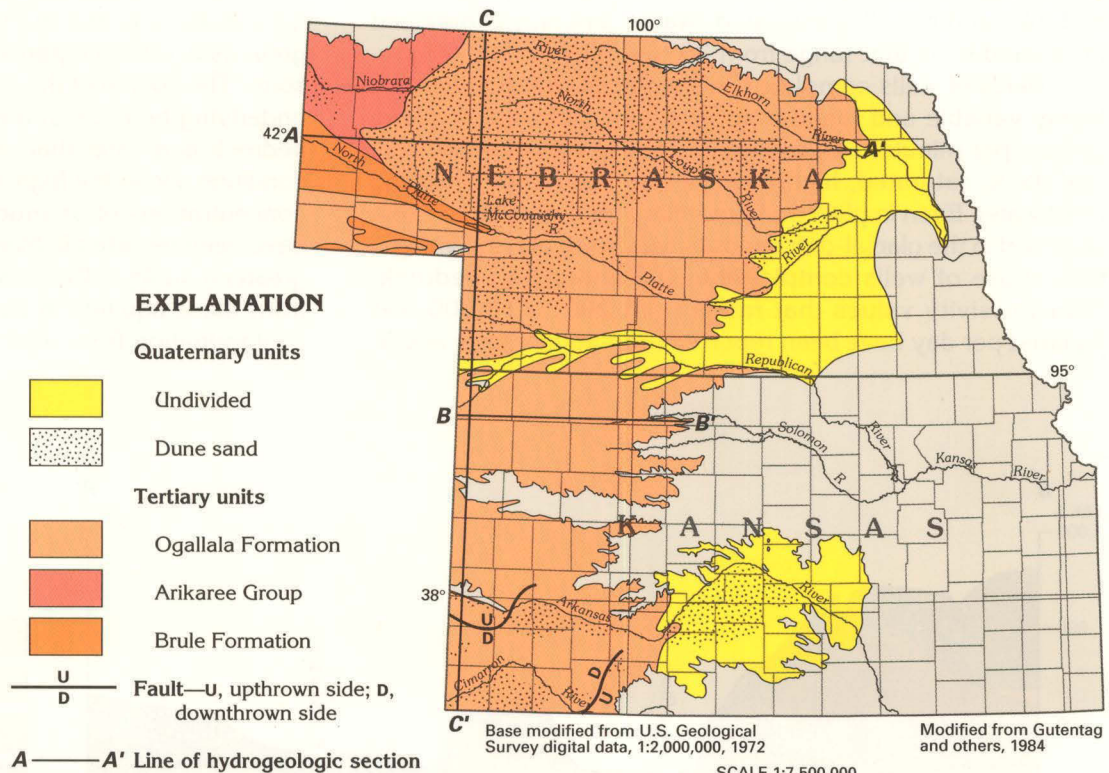 C
100°
River
Niobrara
North
Elkhorn
River
42° A
A'
North
NEBRASKA
Loup
Platte
Lake
McConaughy
R
River
River
Platte
EXPLANATION
Quaternary units
Undivided
Dune sand
Tertiary units
Ogallala Formation
Arikaree Group
Brule Formation
U
D
Fault—U, upthrown side; D,
downthrown side
A A' Line of hydrogeologic section
Republican
95°
B
B'
Solomon
River
Kansas
River
R
KANSAS
38°
Arkansas
River
U
D
Cimarron
River
D
U
C'
Base modified from U.S. Geological
Survey digital data, 1:2,000,000, 1972
Modified from Gutentag
and others, 1984
SCALE 1:7,500,000